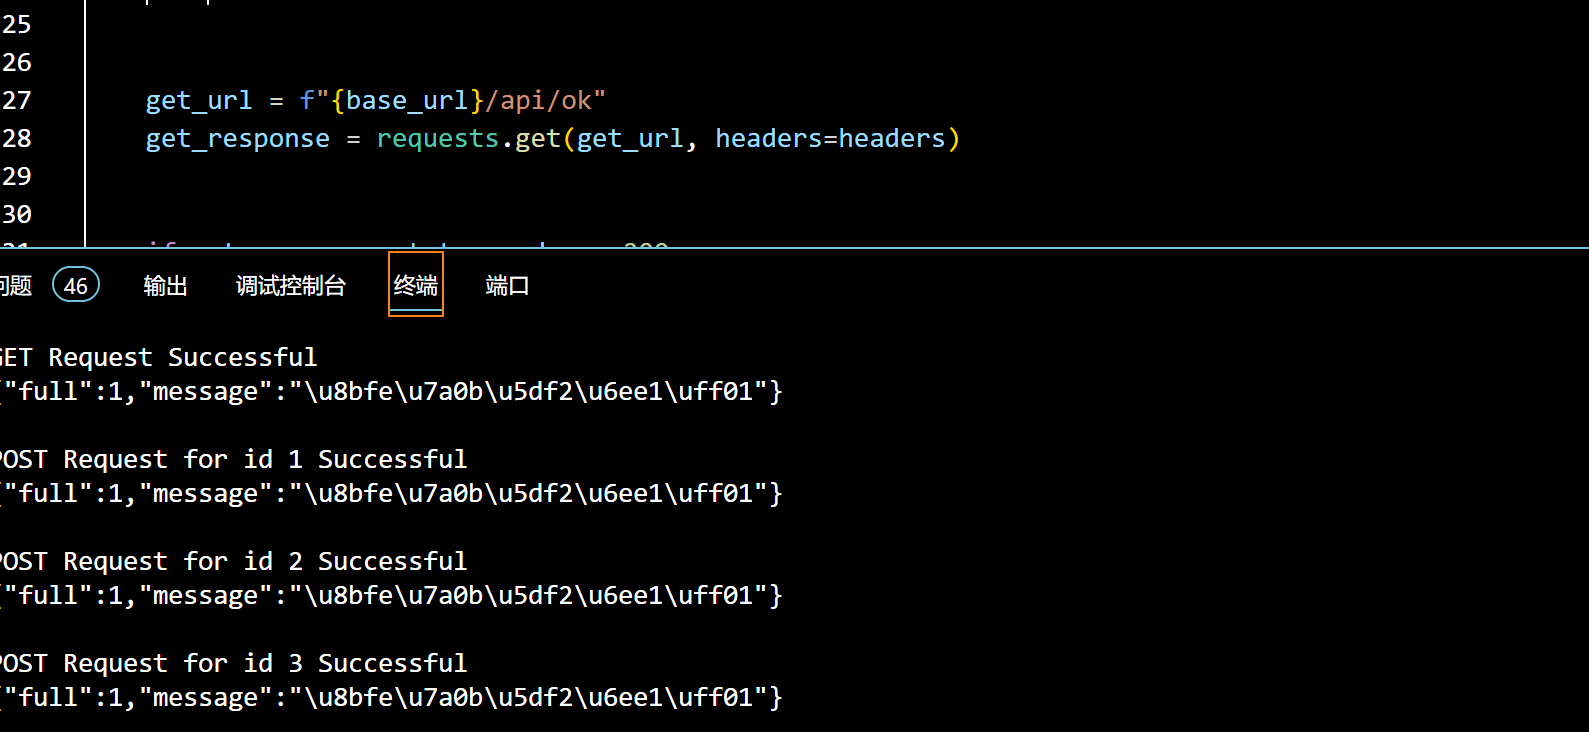 25
26
27 get_url = f"{base_url}/api/ok"
28 get_response = requests.get(get_url, headers=headers)
29
30
问题 46 输出 调试控制台 终端 端口
GET Request Successful
{"full":1,"message":"\u8bfe\u7a0b\u5df2\u6ee1\uff01"}
POST Request for id 1 Successful
{"full":1,"message":"\u8bfe\u7a0b\u5df2\u6ee1\uff01"}
POST Request for id 2 Successful
{"full":1,"message":"\u8bfe\u7a0b\u5df2\u6ee1\uff01"}
POST Request for id 3 Successful
{"full":1,"message":"\u8bfe\u7a0b\u5df2\u6ee1\uff01"}